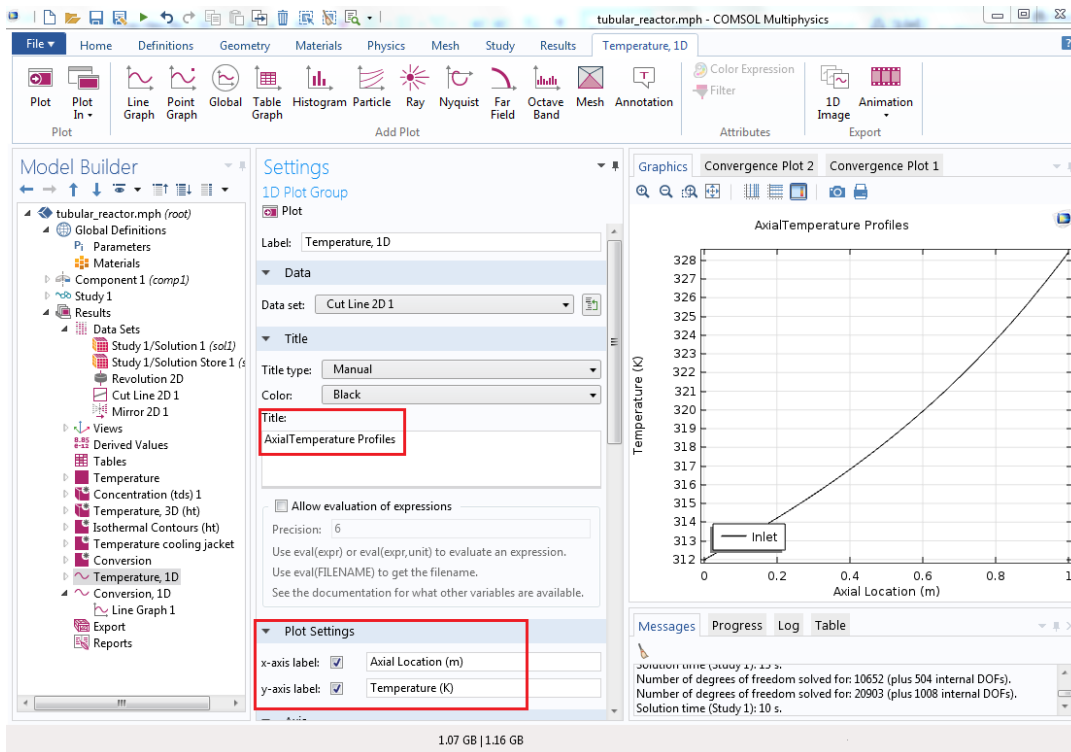 tubular_reactor.mph - COMSOL Multiphysics
File Home Definitions Geometry Materials Physics Mesh Study Results Temperature, 1D
Plot
Plot In
Line Graph
Point Graph
Global
Table Graph
Histogram
Particle
Ray
Nyquist
Far Field
Octave Band
Mesh
Annotation
Color Expression
Filter
1D Image
Animation
Plot
Add Plot
Attributes
Export
Model Builder
tubular_reactor.mph (root)
Global Definitions
Pi Parameters
Materials
Component 1 (comp1)
Study 1
Results
Data Sets
Study 1/Solution 1 (sol1)
Study 1/Solution Store 1 (s
Revolution 2D
Cut Line 2D 1
Mirror 2D 1
Views
8.85
e-12
Derived Values
Tables
Temperature
Concentration (tds) 1
Temperature, 3D (ht)
Isothermal Contours (ht)
Temperature cooling jacket
Conversion
Temperature, 1D
Conversion, 1D
Line Graph 1
Export
Reports
Settings
1D Plot Group
Plot
Label: Temperature, 1D
Data
Data set: Cut Line 2D 1
Title
Title type: Manual
Color: Black
Title:
AxialTemperature Profiles
Allow evaluation of expressions
Precision: 6
Use eval(expr) or eval(expr,unit) to evaluate an expression.
Use eval(FILENAME) to get the filename.
See the documentation for what other variables are available.
Plot Settings
x-axis label: Axial Location (m)
y-axis label: Temperature (K)
Graphics Convergence Plot 2 Convergence Plot 1
AxialTemperature Profiles
328
327
326
325
324
323
322
321
320
319
318
317
316
315
314
313
312
Temperature (K)
Inlet
0 0.2 0.4 0.6 0.8 1
Axial Location (m)
Messages Progress Log Table
Solution time (Study 1): 15 s.
Number of degrees of freedom solved for: 10652 (plus 504 internal DOFs).
Number of degrees of freedom solved for: 20903 (plus 1008 internal DOFs).
Solution time (Study 1): 10 s.
1.07 GB | 1.16 GB